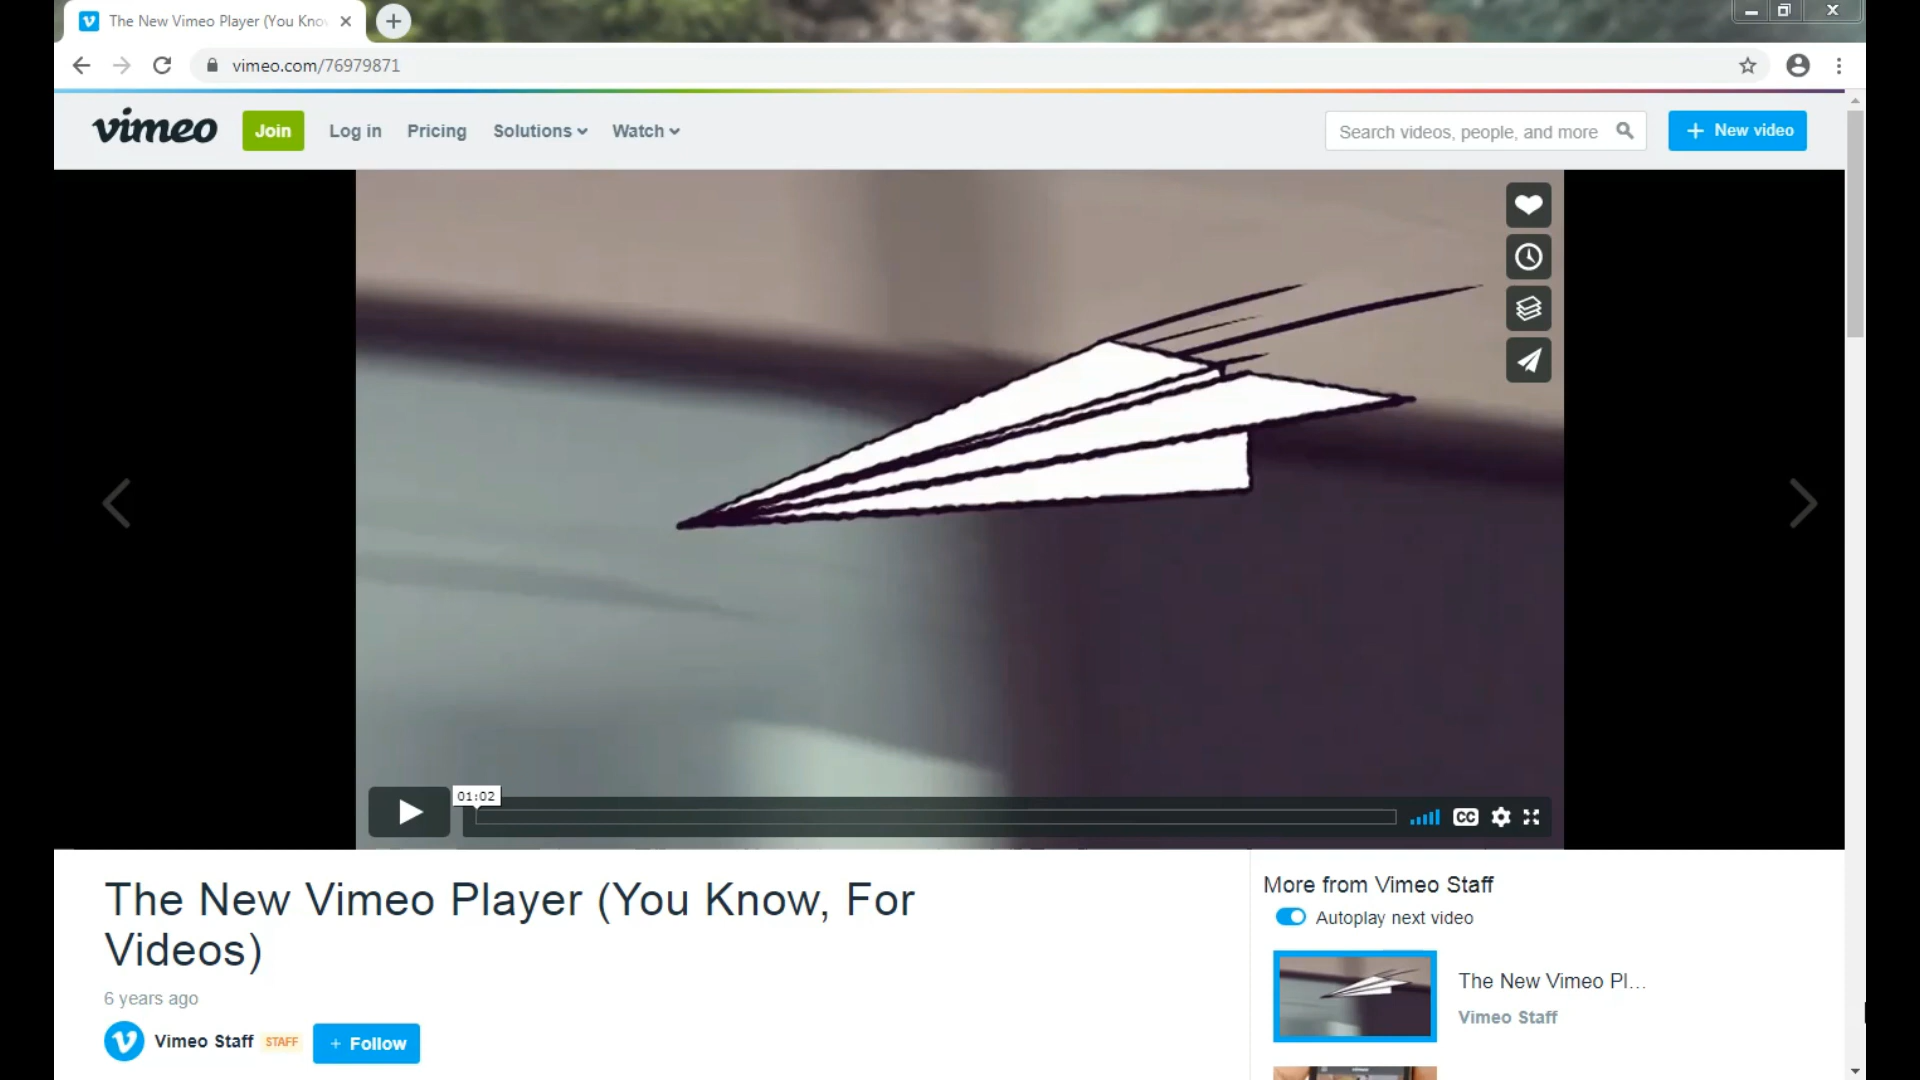 The New Vimeo Player (You Kno
vimeo.com/76979871
vimeo
Join
Log in
Pricing
Solutions
Watch
Search videos, people, and more
+ New video
01:02
CC
The New Vimeo Player (You Know, For
Videos)
6 years ago
Vimeo Staff STAFF
+ Follow
More from Vimeo Staff
Autoplay next video
The New Vimeo Pl...
Vimeo Staff